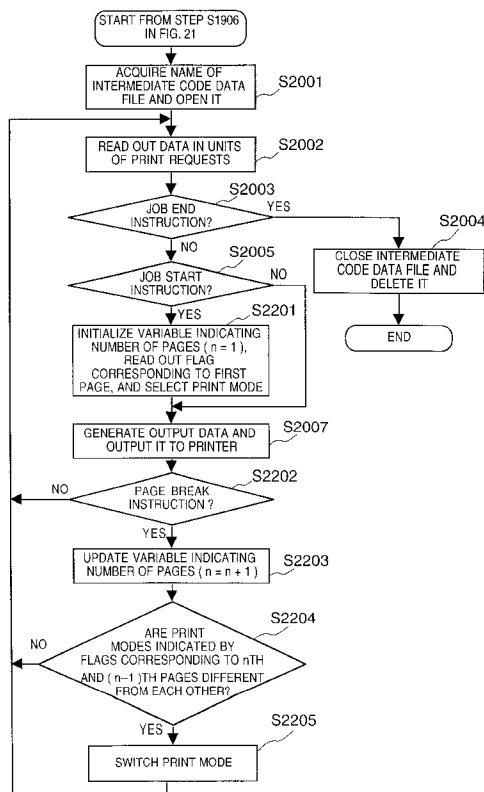 START FROM STEP S1906
IN FIG. 21
ACQUIRE NAME OF
INTERMEDIATE CODE DATA
FILE AND OPEN IT
S2001
READ OUT DATA IN UNITS
OF PRINT REQUESTS
S2002
JOB END
INSTRUCTION?
S2003
YES
NO
CLOSE INTERMEDIATE
CODE DATA FILE AND
DELETE IT
S2004
END
JOB START
INSTRUCTION?
S2005
NO
YES
INITIALIZE VARIABLE INDICATING
NUMBER OF PAGES ( n = 1 ),
READ OUT FLAG
CORRESPONDING TO FIRST
PAGE, AND SELECT PRINT MODE
S2201
GENERATE OUTPUT DATA AND
OUTPUT IT TO PRINTER
S2007
PAGE BREAK
INSTRUCTION ?
S2202
NO
YES
UPDATE VARIABLE INDICATING
NUMBER OF PAGES ( n = n + 1 )
S2203
ARE PRINT
MODES INDICATED BY
FLAGS CORRESPONDING TO nTH
AND ( n–1 )TH PAGES DIFFERENT
FROM EACH OTHER?
S2204
NO
YES
SWITCH PRINT MODE
S2205